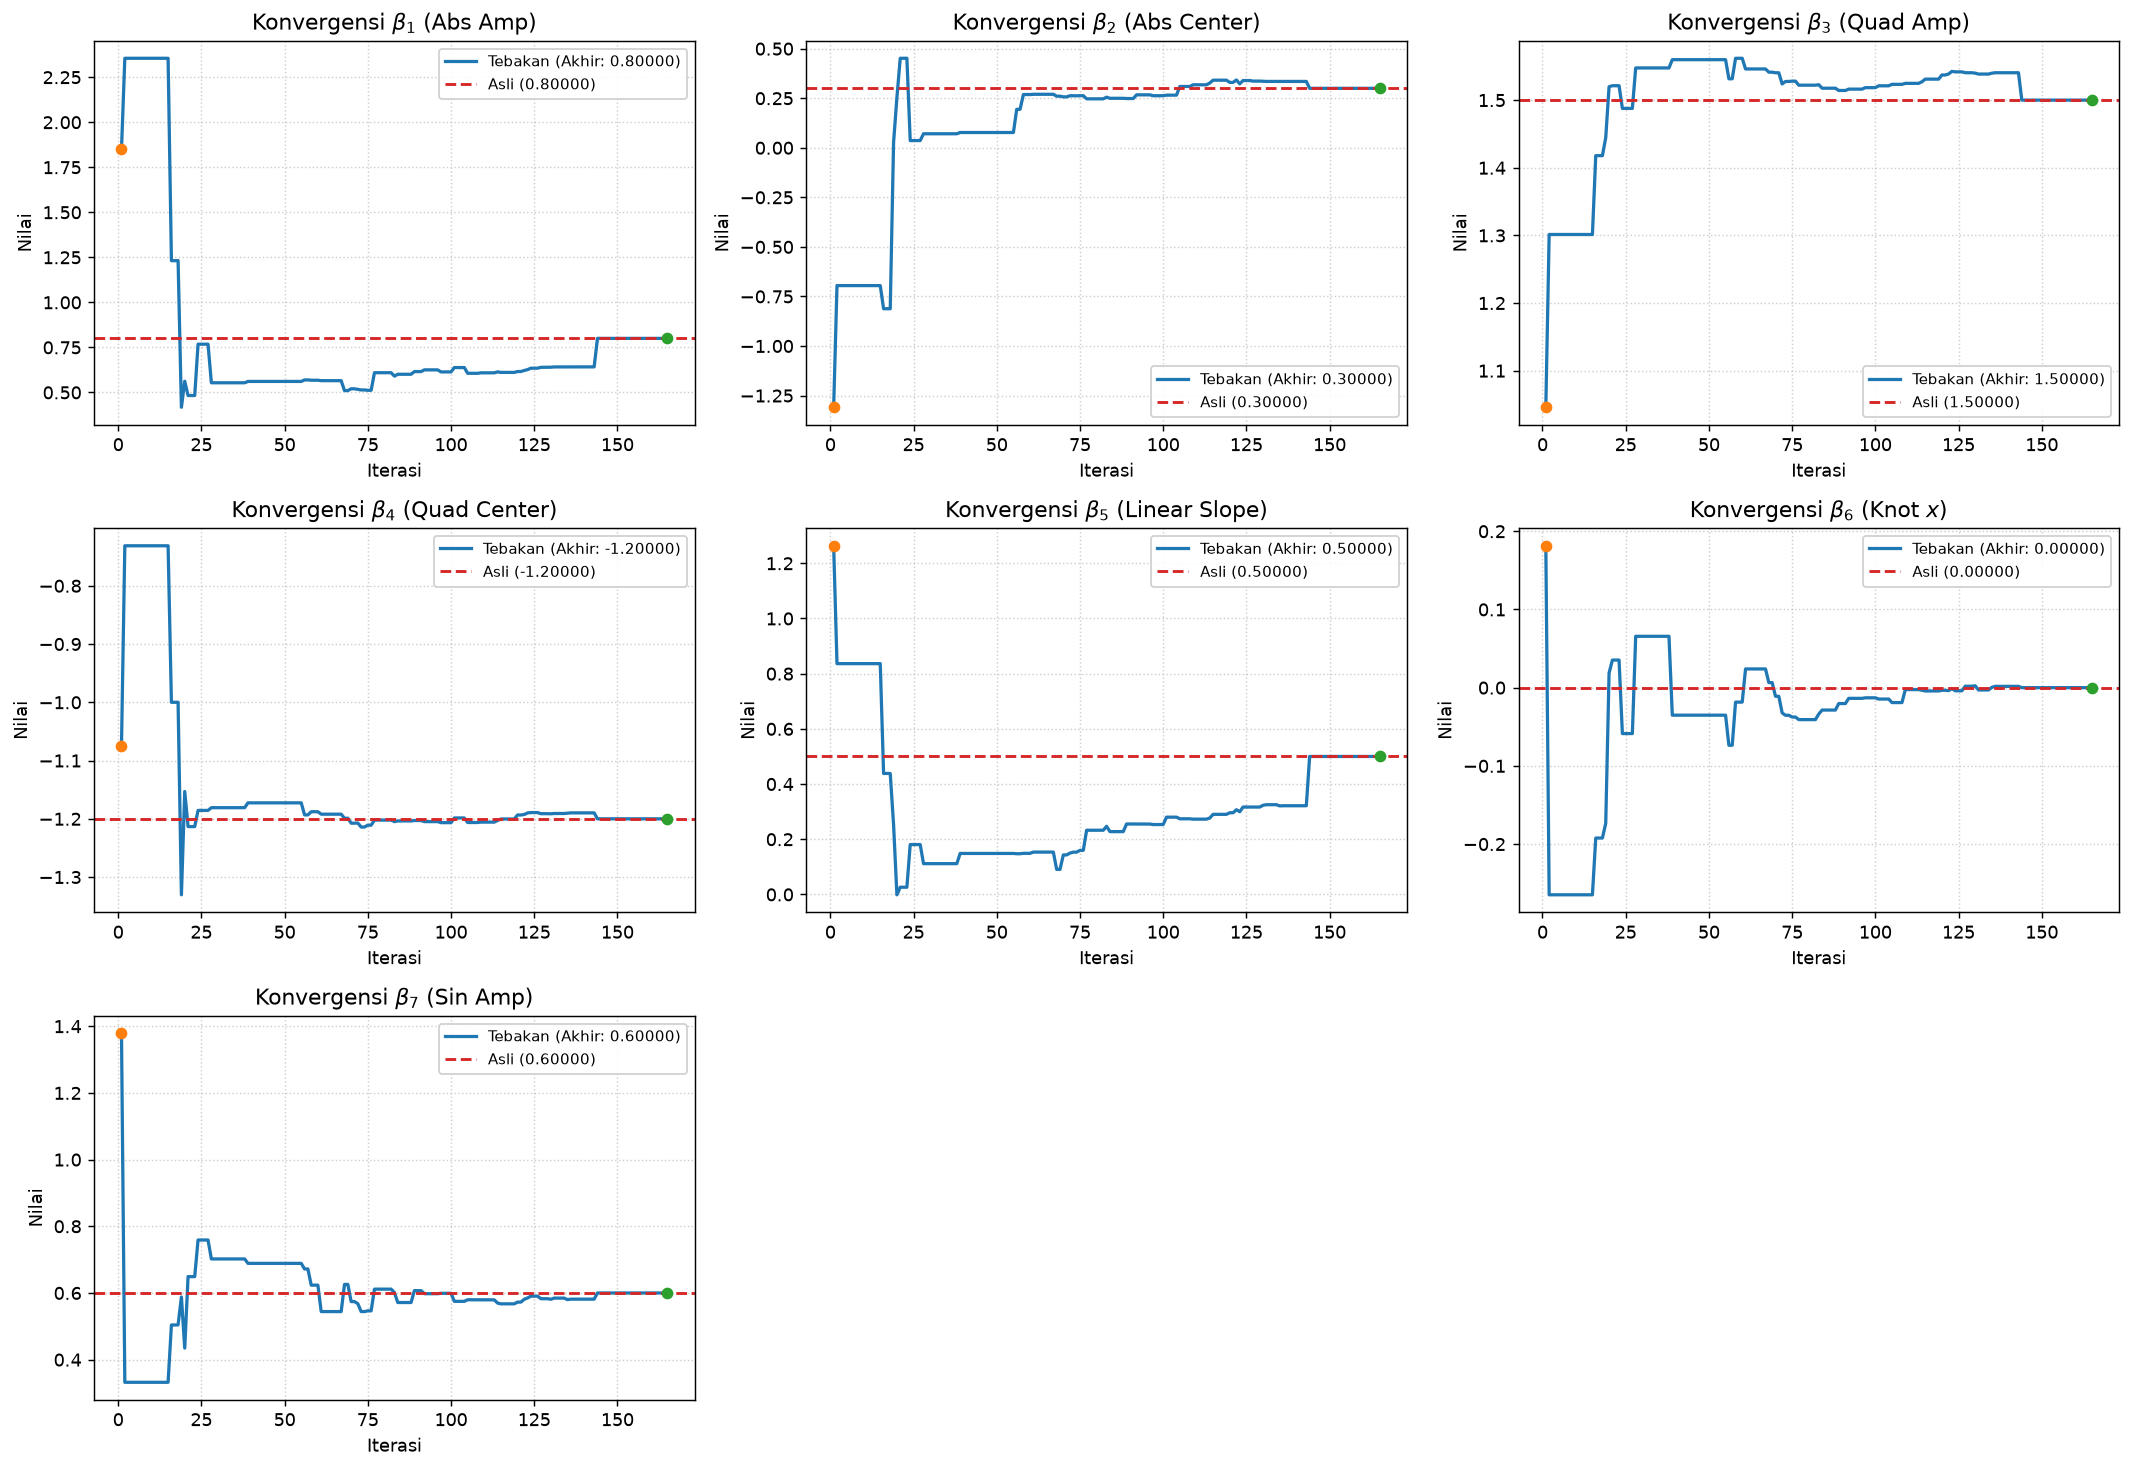 Konvergensi β₁ (Abs Amp)
Tebakan (Akhir: 0.80000)
Asli (0.80000)
Nilai
2.25
2.00
1.75
1.50
1.25
1.00
0.75
0.50
0 25 50 75 100 125 150
Iterasi
Konvergensi β₂ (Abs Center)
Nilai
0.50
0.25
0.00
−0.25
−0.50
−0.75
−1.00
−1.25
Tebakan (Akhir: 0.30000)
Asli (0.30000)
0 25 50 75 100 125 150
Iterasi
Konvergensi β₃ (Quad Amp)
Nilai
1.5
1.4
1.3
1.2
1.1
Tebakan (Akhir: 1.50000)
Asli (1.50000)
0 25 50 75 100 125 150
Iterasi
Konvergensi β₄ (Quad Center)
Tebakan (Akhir: -1.20000)
Asli (-1.20000)
Nilai
−0.8
−0.9
−1.0
−1.1
−1.2
−1.3
0 25 50 75 100 125 150
Iterasi
Konvergensi β₅ (Linear Slope)
Tebakan (Akhir: 0.50000)
Asli (0.50000)
Nilai
1.2
1.0
0.8
0.6
0.4
0.2
0.0
0 25 50 75 100 125 150
Iterasi
Konvergensi β₆ (Knot x)
Tebakan (Akhir: 0.00000)
Asli (0.00000)
Nilai
0.2
0.1
0.0
−0.1
−0.2
0 25 50 75 100 125 150
Iterasi
Konvergensi β₇ (Sin Amp)
Tebakan (Akhir: 0.60000)
Asli (0.60000)
Nilai
1.4
1.2
1.0
0.8
0.6
0.4
0 25 50 75 100 125 150
Iterasi